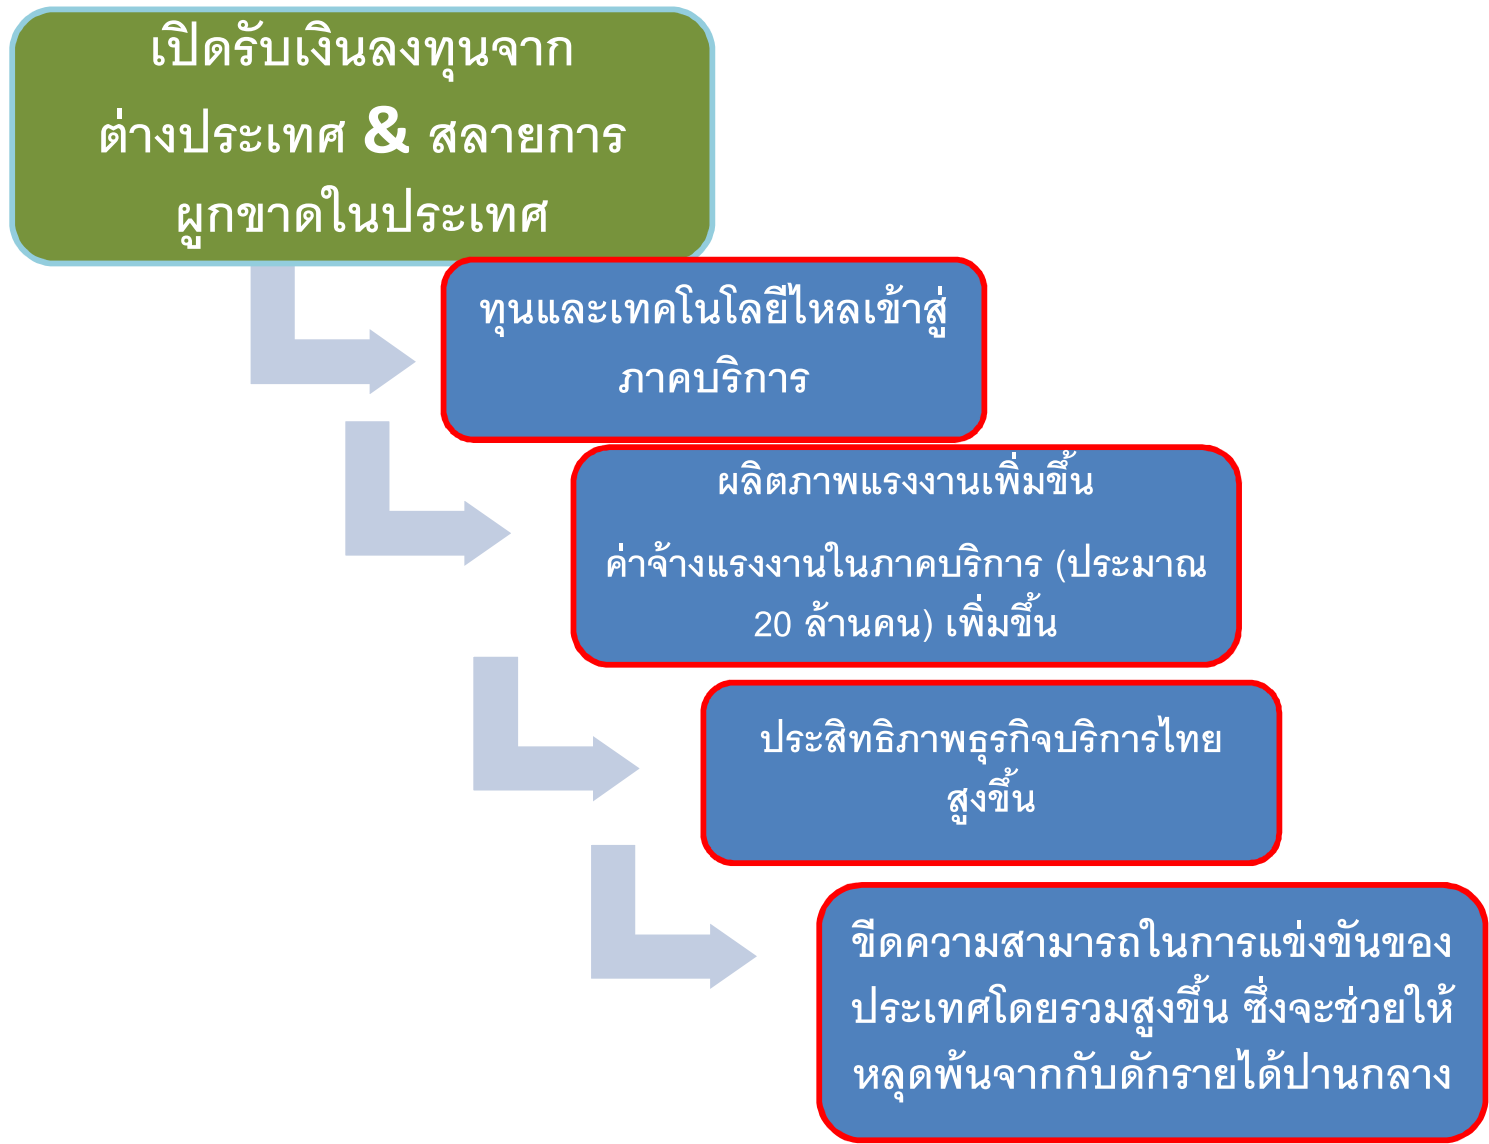 เปิดรับเงินลงทุนจาก
ต่างประเทศ & สลายการ
ผูกขาดในประเทศ
ทุนและเทคโนโลยีไหลเข้าสู่
ภาคบริการ
ผลิตภาพแรงงานเพิ่มขึ้น
ค่าจ้างแรงงานในภาคบริการ (ประมาณ
20 ล้านคน) เพิ่มขึ้น
ประสิทธิภาพธุรกิจบริการไทย
สูงขึ้น
ขีดความสามารถในการแข่งขันของ
ประเทศโดยรวมสูงขึ้น ซึ่งจะช่วยให้
หลุดพ้นจากกับดักรายได้ปานกลาง